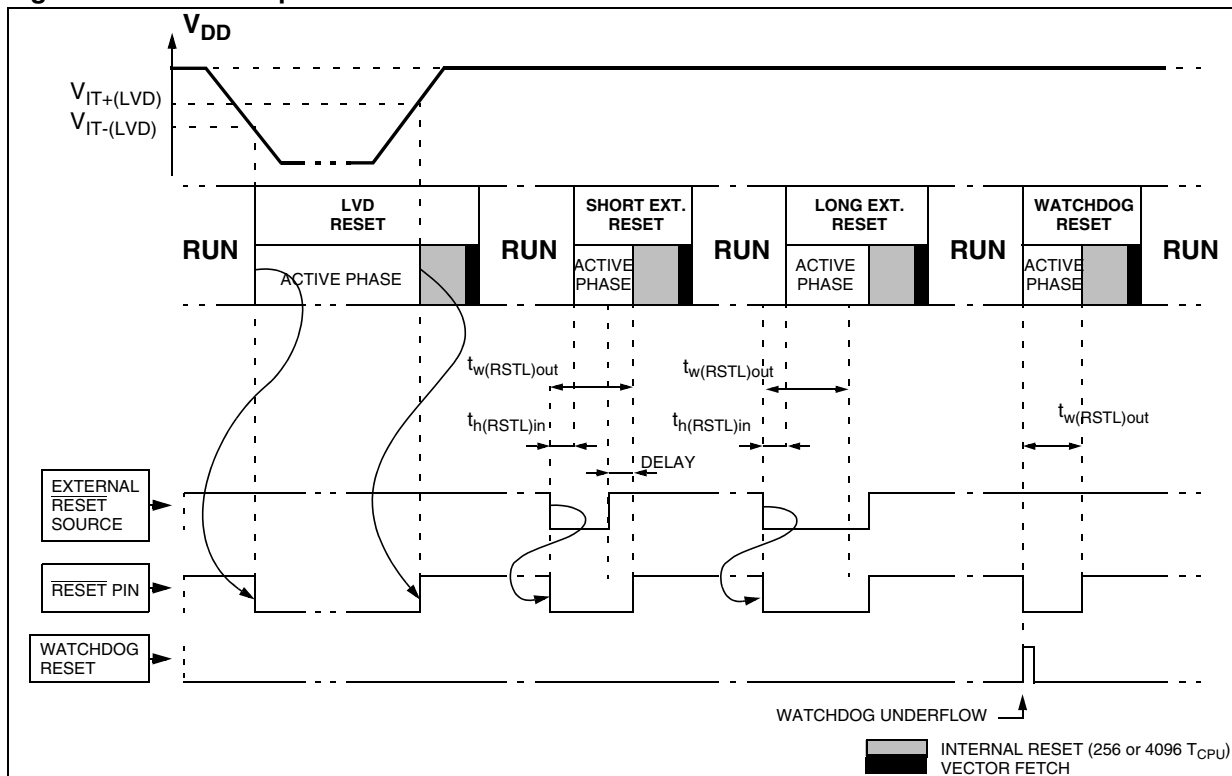 V_DD
V_IT+(LVD)
V_IT-(LVD)
LVD
RESET
SHORT EXT.
RESET
LONG EXT.
RESET
WATCHDOG
RESET
RUN
RUN
RUN
RUN
RUN
ACTIVE PHASE
ACTIVE
PHASE
ACTIVE
PHASE
ACTIVE
PHASE
t_w(RSTL)out
t_w(RSTL)out
t_h(RSTL)in
t_h(RSTL)in
t_w(RSTL)out
DELAY
EXTERNAL
RESET
SOURCE
RESET PIN
WATCHDOG
RESET
WATCHDOG UNDERFLOW
INTERNAL RESET (256 or 4096 T_CPU)
VECTOR FETCH